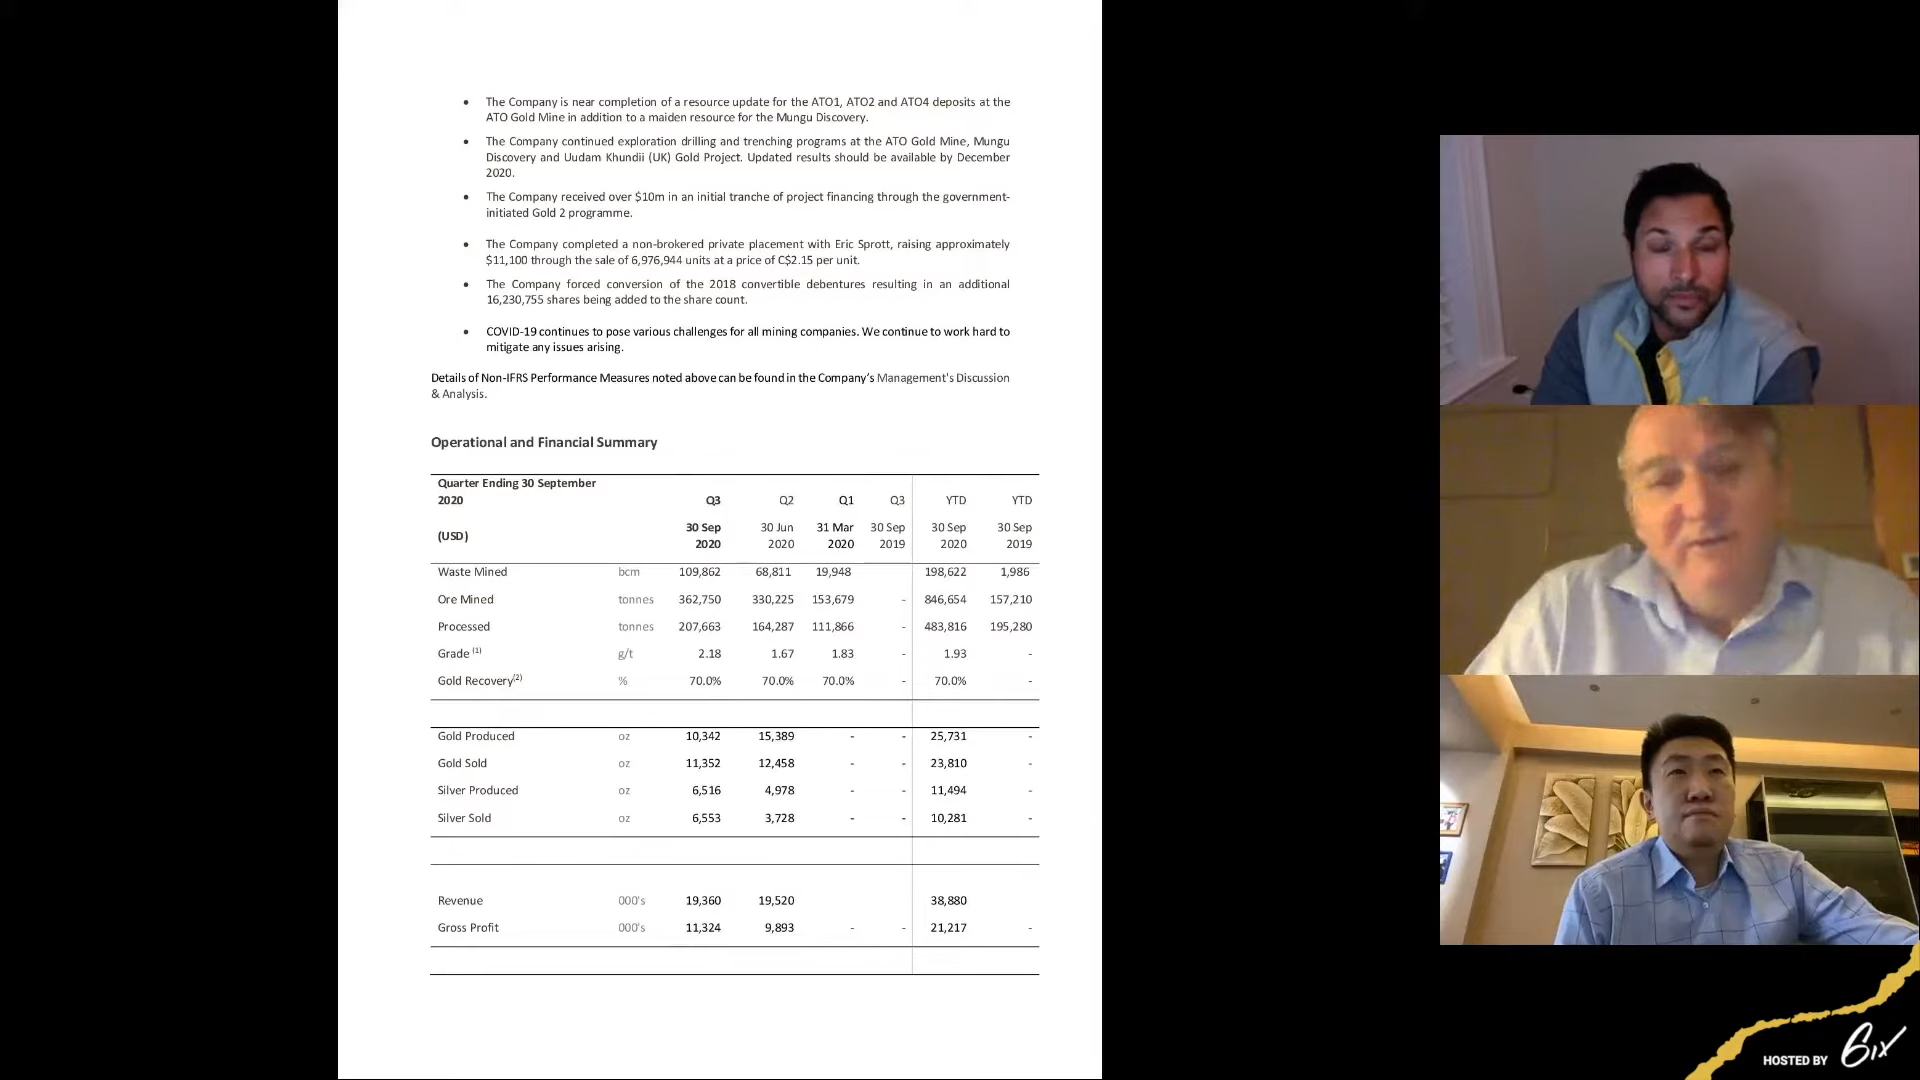 • The Company is near completion of a resource update for the ATO1, ATO2 and ATO4 deposits at the
ATO Gold Mine in addition to a maiden resource for the Mungu Discovery.
• The Company continued exploration drilling and trenching programs at the ATO Gold Mine, Mungu
Discovery and Uudam Khundii (UK) Gold Project. Updated results should be available by December
2020.
• The Company received over $10m in an initial tranche of project financing through the government-
initiated Gold 2 programme.
• The Company completed a non-brokered private placement with Eric Sprott, raising approximately
$11,100 through the sale of 6,976,944 units at a price of C$2.15 per unit.
• The Company forced conversion of the 2018 convertible debentures resulting in an additional
16,230,755 shares being added to the share count.
• COVID-19 continues to pose various challenges for all mining companies. We continue to work hard to
mitigate any issues arising.
Details of Non-IFRS Performance Measures noted above can be found in the Company's Management's Discussion
& Analysis.
Operational and Financial Summary
Quarter Ending 30 September
2020 Q3 Q2 Q1 Q3 YTD YTD
(USD) 30 Sep 30 Jun 31 Mar 30 Sep 30 Sep 30 Sep
2020 2020 2020 2019 2020 2019
Waste Mined bcm 109,862 68,811 19,948 198,622 1,986
Ore Mined tonnes 362,750 330,225 153,679 - 846,654 157,210
Processed tonnes 207,663 164,287 111,866 - 483,816 195,280
Grade (1) g/t 2.18 1.67 1.83 - 1.93 -
Gold Recovery(2) % 70.0% 70.0% 70.0% - 70.0% -
Gold Produced oz 10,342 15,389 - - 25,731 -
Gold Sold oz 11,352 12,458 - - 23,810 -
Silver Produced oz 6,516 4,978 - - 11,494 -
Silver Sold oz 6,553 3,728 - - 10,281 -
Revenue 000's 19,360 19,520 38,880
Gross Profit 000's 11,324 9,893 - - 21,217 -
HOSTED BY 6ix